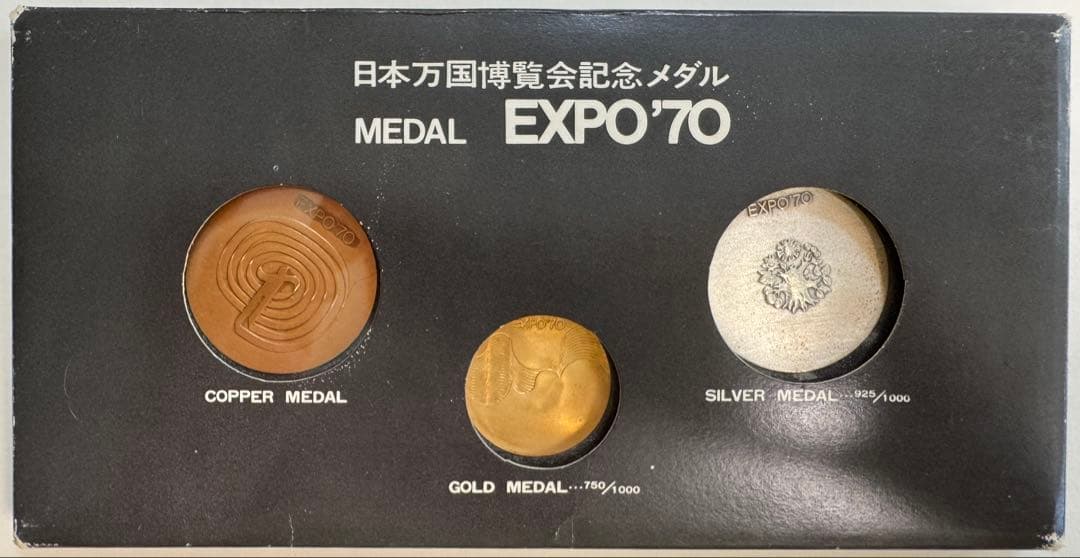 日本万国博覧会記念メダル
MEDAL EXPO'70
EXPO'70
EXPO'70
COPPER MEDAL
EXPO'70
SILVER MEDAL...925/1000
GOLD MEDAL...750/1000